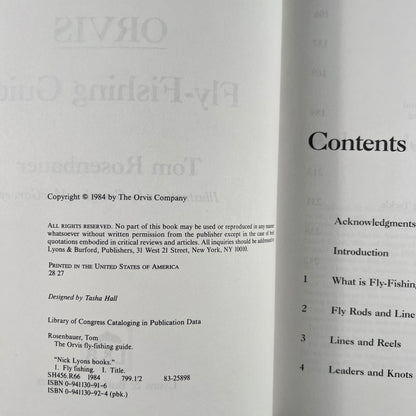 Copyright © 1984 by The Orvis Company
ALL RIGHTS RESERVED. No part of this book may be used or reproduced in any manner
whatsoever without written permission from the publisher except in the case of brief
quotations embodied in critical reviews and articles. All inquiries should be addressed to
Lyons & Burford, Publishers, 31 West 21 Street, New York, NY 10010.
PRINTED IN THE UNITED STATES OF AMERICA
28 27
Designed by Tasha Hall
Library of Congress Cataloging in Publication Data
Rosenbauer, Tom
The Orvis fly-fishing guide.
"Nick Lyons books."
1. Fly fishing. I. Title.
SH456.R66 1984 799.1'2 83-25898
ISBN 0-941130-91-6
ISBN 0-941130-92-4 (pbk.)
Contents
Acknowledgments
Introduction
1 What is Fly-Fishing
2 Fly Rods and Line
3 Lines and Reels
4 Leaders and Knots